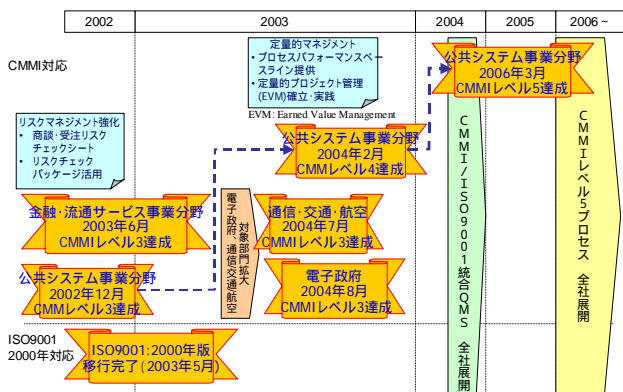 2002
2003
2004
2005
2006~
CMMI対応
定量的マネジメント
• プロセスパフォーマンスベー
スライン提供
• 定量的プロジェクト管理
(EVM)確立・実践
EVM: Earned Value Management
公共システム事業分野
2006年3月
CMMIレベル5達成
リスクマネジメント強化
• 商談・受注リスク
チェックシート
• リスクチェック
パッケージ活用
公共システム事業分野
2004年2月
CMMレベル4達成
金融・流通サービス事業分野
2003年6月
CMMIレベル3達成
対象部門拡大
電子政府、通信交通航空
通信・交通・航空
2004年7月
CMMIレベル3達成
公共システム事業分野
2002年12月
CMMIレベル3達成
電子政府
2004年8月
CMMIレベル3達成
CMMI/ISO9001統合QMS 全社展開
CMMIレベル5プロセス 全社展開
ISO9001
2000年対応
ISO9001:2000年版
移行完了(2003年5月)